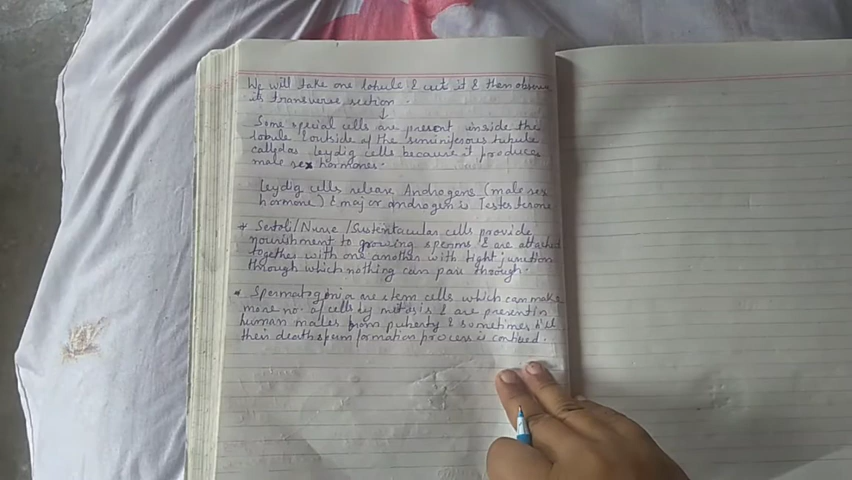 We will take one lobule & cut it & then observe
its transverse section.
↓
Some special cells are present inside the
lobule (outside of the seminiferous tubule
called as leydig cells because it produces
male sex hormones.
Leydig cells release Androgens (male sex
hormone) & major androgen is Testosterone
* Sertoli/Nurse/Sustentacular cells provide
nourishment to growing sperms & are attached
together with one another with tight junction
through which nothing can pass through.
* Spermatogonia are stem cells which can make
more no. of cells by mitosis & are present in
human males from puberty & sometimes till
their death sperm formation process is contiued.